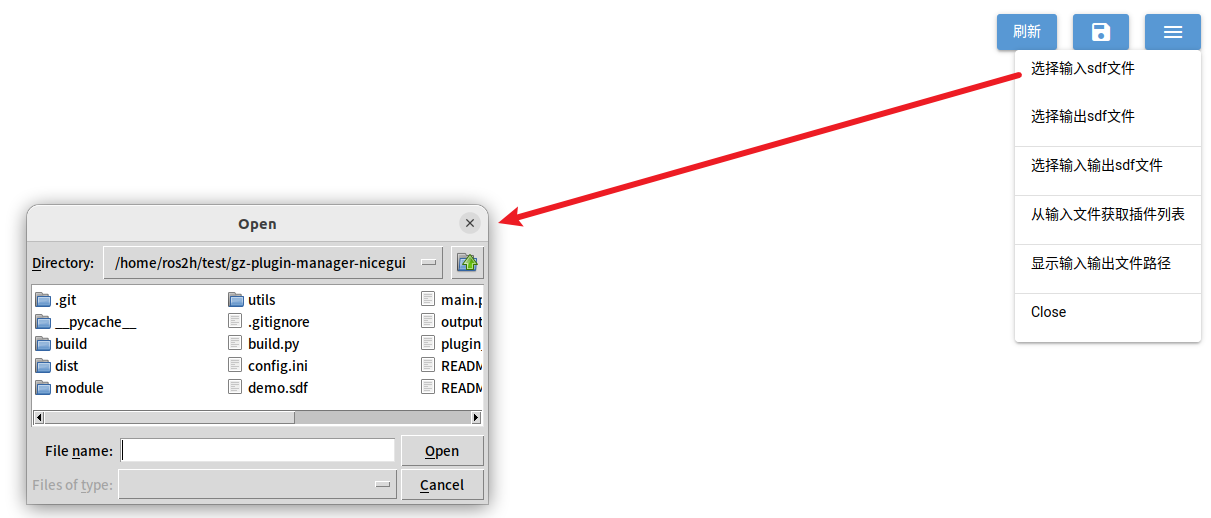 刷新
选择输入sdf文件
选择输出sdf文件
选择输入输出sdf文件
从输入文件获取插件列表
显示输入输出文件路径
Close
Open
Directory: /home/ros2h/test/gz-plugin-manager-nicegui
.git
__pycache__
build
dist
module
utils
.gitignore
build.py
config.ini
demo.sdf
main.p
output
plugin_
READM
READM
File name: Open
Files of type: Cancel